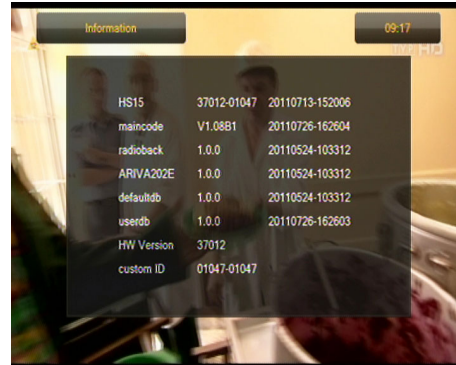 Information 09:17
HS15 37012-01047 20110713-152006
maincode V1.08B1 20110726-162604
radioback 1.0.0 20110524-103312
ARIVA202E 1.0.0 20110524-103312
defaultdb 1.0.0 20110524-103312
userdb 1.0.0 20110726-162603
HW Version 37012
custom ID 01047-01047